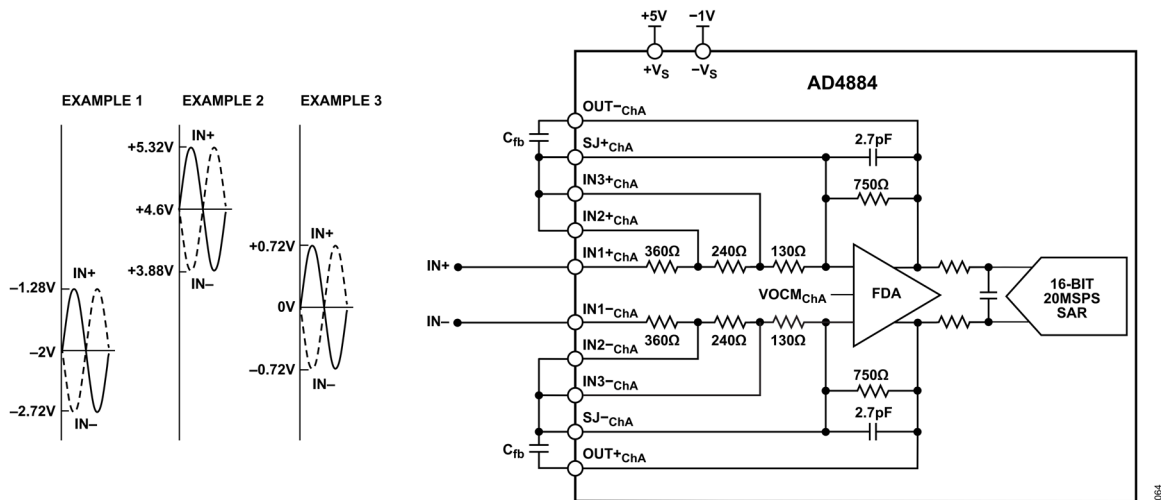 +5V
−1V
+VS
−VS
AD4884
EXAMPLE 1
EXAMPLE 2
EXAMPLE 3
IN+
+5.32V
+4.6V
+3.88V
IN−
IN+
+0.72V
0V
−0.72V
IN−
IN+
−1.28V
−2V
−2.72V
IN−
OUT−ChA
Cfb
SJ+ChA
2.7pF
IN3+ChA
750Ω
IN2+ChA
IN+
IN1+ChA
360Ω
240Ω
130Ω
VOCMChA
FDA
16-BIT
20MSPS
SAR
IN−
IN1−ChA
360Ω
240Ω
130Ω
IN2−ChA
IN3−ChA
750Ω
SJ−ChA
2.7pF
Cfb
OUT+ChA
064